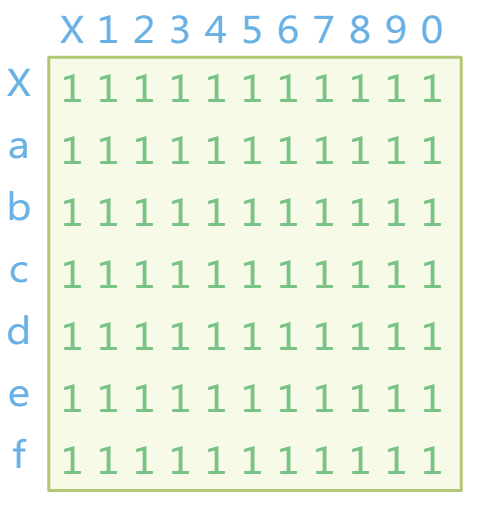 X 1 2 3 4 5 6 7 8 9 0
X 1 1 1 1 1 1 1 1 1 1 1
a 1 1 1 1 1 1 1 1 1 1 1
b 1 1 1 1 1 1 1 1 1 1 1
c 1 1 1 1 1 1 1 1 1 1 1
d 1 1 1 1 1 1 1 1 1 1 1
e 1 1 1 1 1 1 1 1 1 1 1
f 1 1 1 1 1 1 1 1 1 1 1